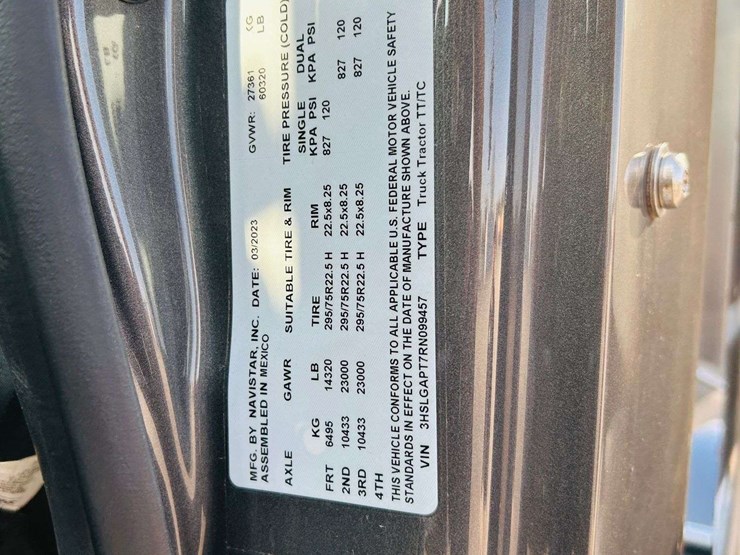 MFG. BY NAVISTAR, INC. DATE: 03/2023 GVWR: 27361 KG
ASSEMBLED IN MEXICO 60320 LB
AXLE GAWR SUITABLE TIRE & RIM TIRE PRESSURE (COLD)
SINGLE DUAL
KG LB TIRE RIM KPA PSI KPA PSI
FRT 6495 14320 295/75R22.5 H 22.5x8.25 827 120
2ND 10433 23000 295/75R22.5 H 22.5x8.25 827 120
3RD 10433 23000 295/75R22.5 H 22.5x8.25 827 120
4TH
THIS VEHICLE CONFORMS TO ALL APPLICABLE U.S. FEDERAL MOTOR VEHICLE SAFETY
STANDARDS IN EFFECT ON THE DATE OF MANUFACTURE SHOWN ABOVE.
VIN 3HSLGAPT7RN099457 TYPE Truck Tractor TT/TC